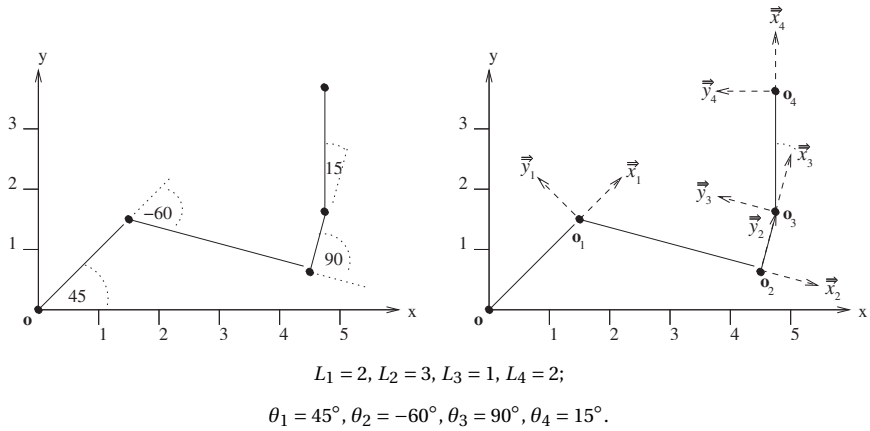 y
3
2
1
o
45
−60
15
90
1
2
3
4
5
x
y
3
2
1
o
x⃗₁
y⃗₁
o₁
x⃗₂
y⃗₂
o₂
x⃗₃
y⃗₃
o₃
x⃗₄
y⃗₄
o₄
1
2
3
4
5
x
L₁ = 2, L₂ = 3, L₃ = 1, L₄ = 2;
θ₁ = 45°, θ₂ = −60°, θ₃ = 90°, θ₄ = 15°.